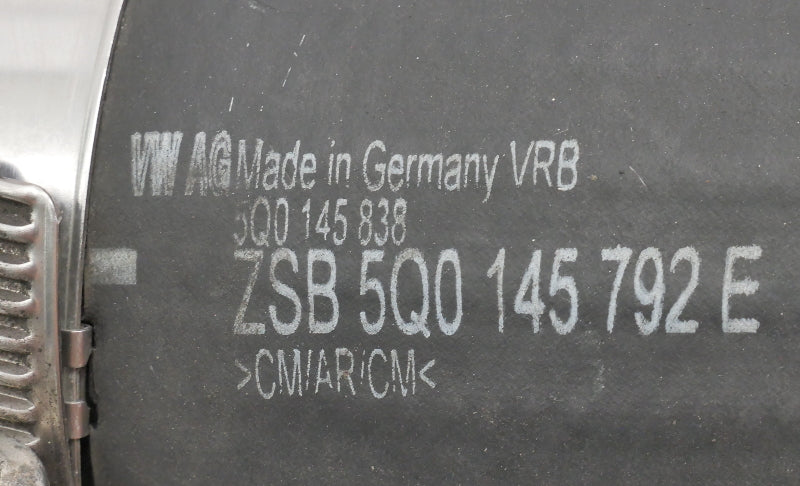 VW AG Made in Germany VRB
5Q0 145 838
ZSB 5Q0 145 792 E
>CM/AR/CM<